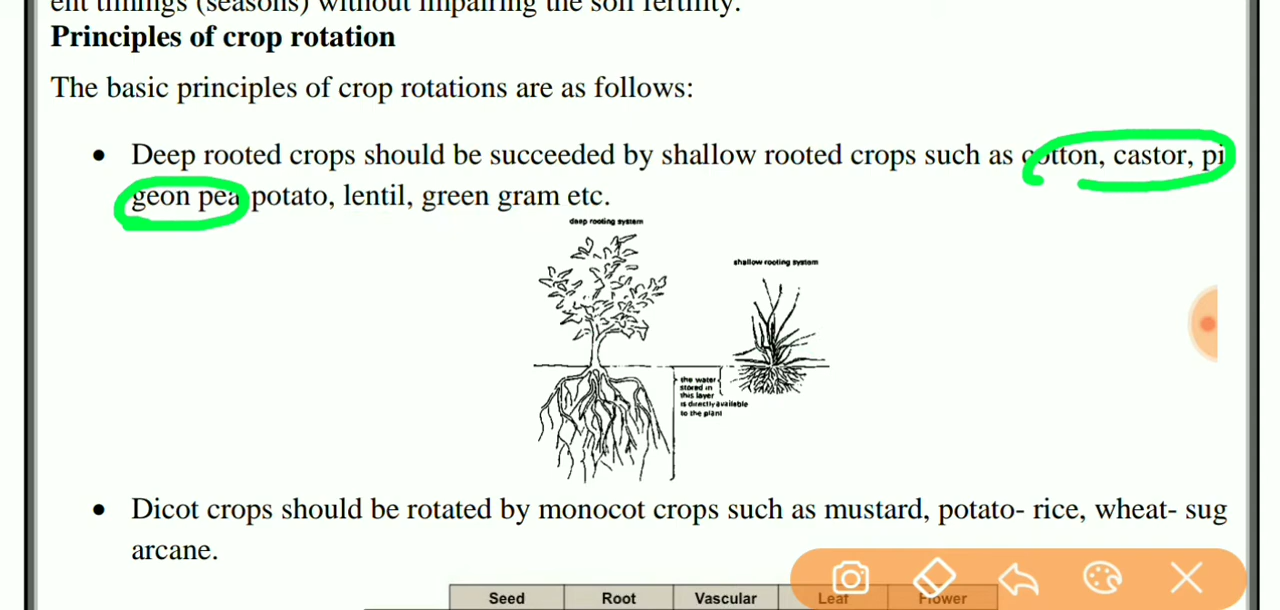 ent timings (seasons) without impairing the soil fertility.
Principles of crop rotation
The basic principles of crop rotations are as follows:
• Deep rooted crops should be succeeded by shallow rooted crops such as cotton, castor, pi
geon pea potato, lentil, green gram etc.
deep rooting system
shallow rooting system
the water
stored in
this layer
is directly available
to the plant
• Dicot crops should be rotated by monocot crops such as mustard, potato- rice, wheat- sug
arcane.
Seed Root Vascular Leaf Flower